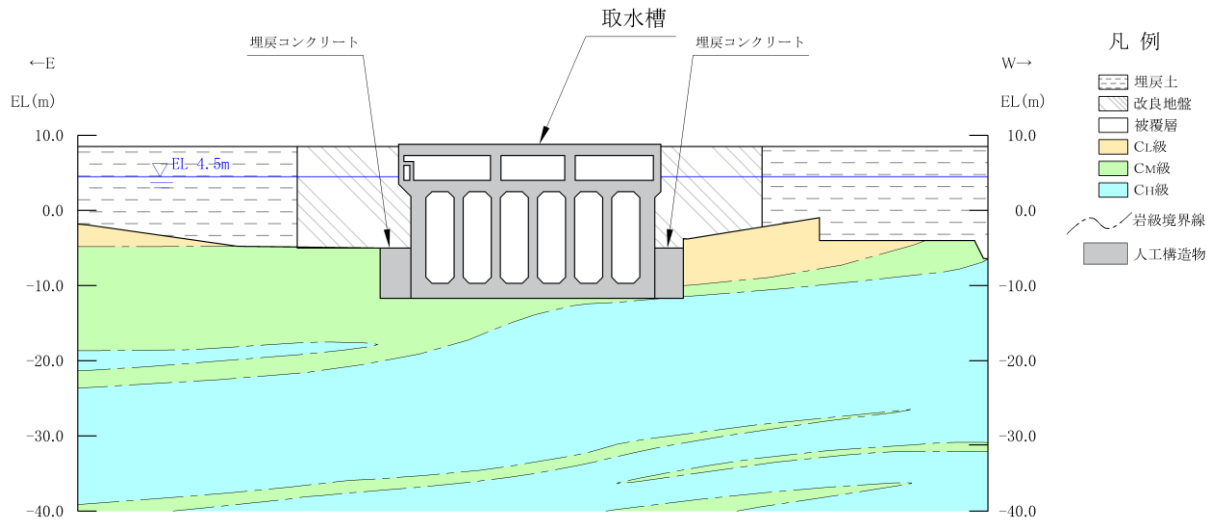 取水槽
埋戻コンクリート
埋戻コンクリート
←E
W→
EL(m)
EL(m)
10.0
0.0
-10.0
-20.0
-30.0
-40.0
EL 4.5m
10.0
0.0
-10.0
-20.0
-30.0
-40.0
凡 例
埋戻土
改良地盤
被覆層
CL級
CM級
CH級
岩級境界線
人工構造物